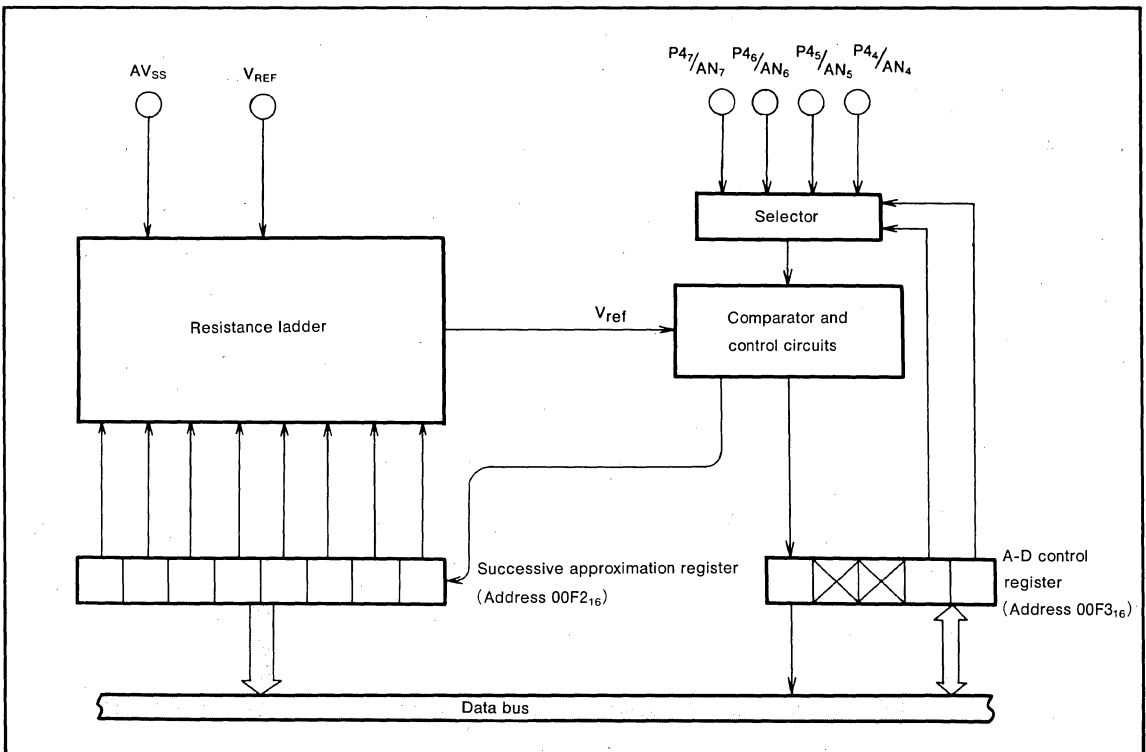 AVSS
VREF
P47/AN7 P46/AN6 P45/AN5 P44/AN4
Selector
Resistance ladder
Vref
Comparator and
control circuits
Successive approximation register
(Address 00F216)
A-D control
register
(Address 00F316)
Data bus